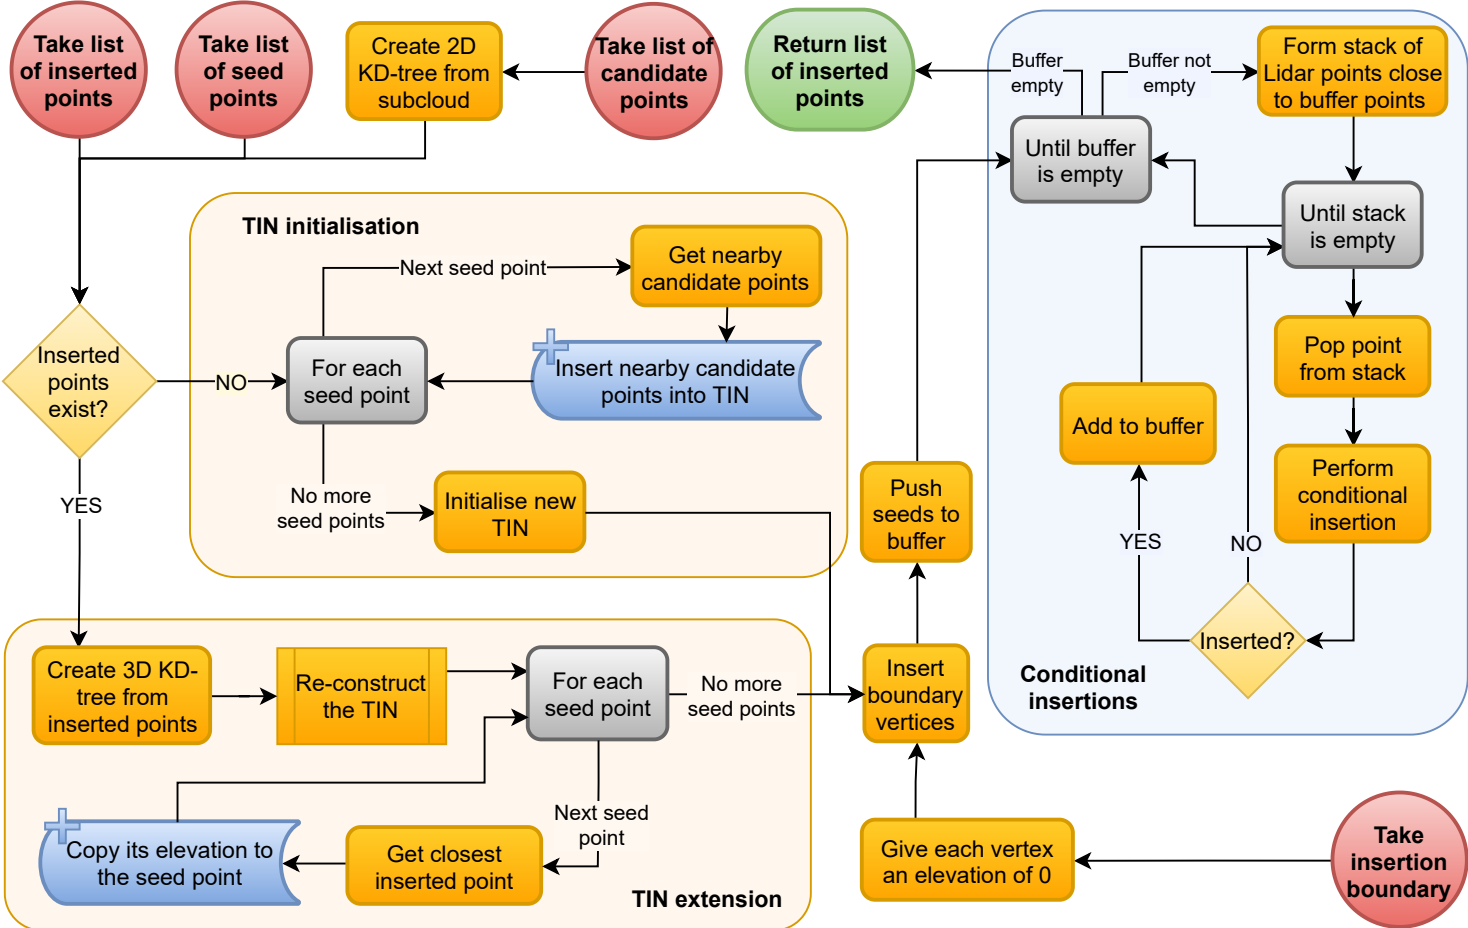 Take list
of inserted
points
Take list
of seed
points
Create 2D
KD-tree from
subcloud
Take list of
candidate
points
Return list
of inserted
points
Buffer
empty
Buffer not
empty
Form stack of
Lidar points close
to buffer points
Until buffer
is empty
Until stack
is empty
TIN initialisation
Next seed point
Get nearby
candidate points
Inserted
points
exist?
NO
For each
seed point
Insert nearby candidate
points into TIN
Pop point
from stack
Add to buffer
YES
No more
seed points
Initialise new
TIN
Push
seeds to
buffer
Perform
conditional
insertion
YES
NO
Inserted?
Conditional
insertions
Create 3D KD-
tree from
inserted points
Re-construct
the TIN
For each
seed point
No more
seed points
Insert
boundary
vertices
Next seed
point
Copy its elevation to
the seed point
Get closest
inserted point
TIN extension
Give each vertex
an elevation of 0
Take
insertion
boundary